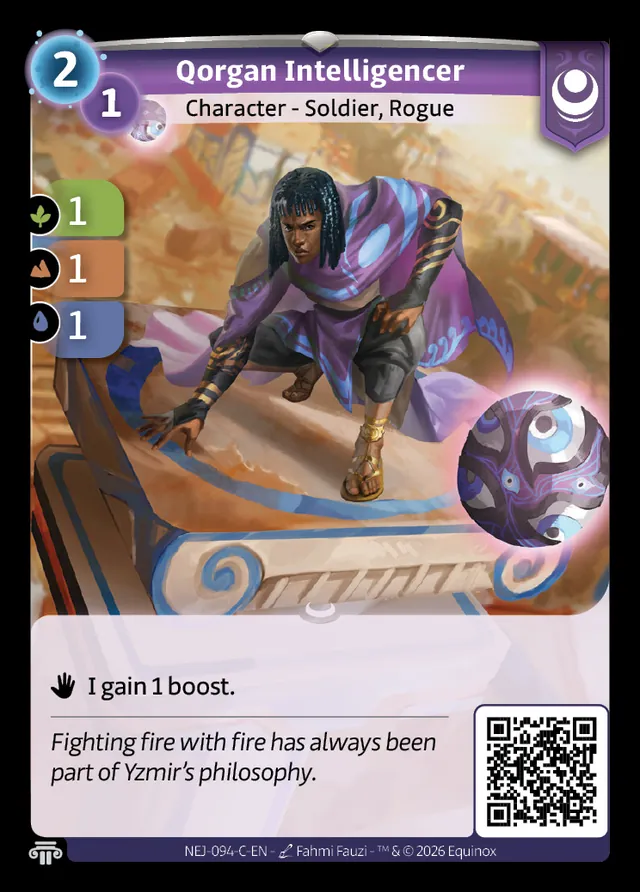 2
Qorgan Intelligencer
1
Character - Soldier, Rogue
1
1
1
I gain 1 boost.
Fighting fire with fire has always been
part of Yzmir's philosophy.
NEJ-094-C-EN - Fahmi Fauzi - ™ & © 2026 Equinox